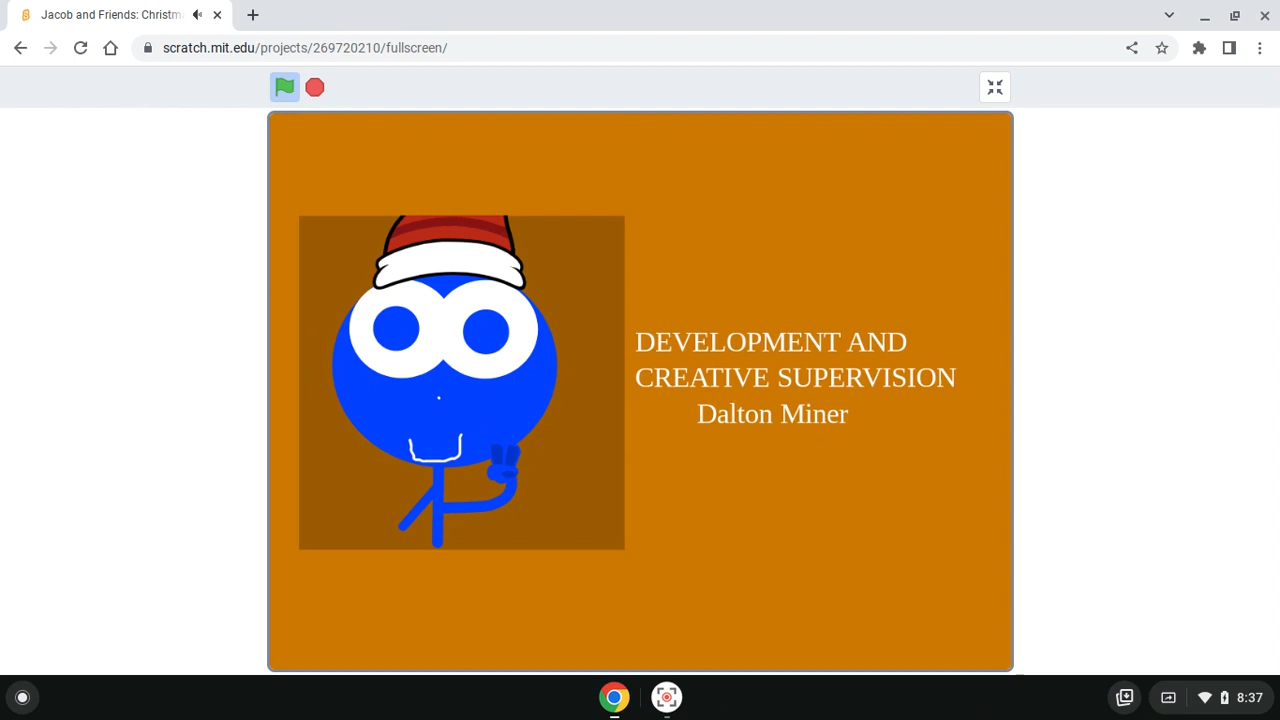 Jacob and Friends: Christm
scratch.mit.edu/projects/269720210/fullscreen/
DEVELOPMENT AND
CREATIVE SUPERVISION
Dalton Miner
8:37